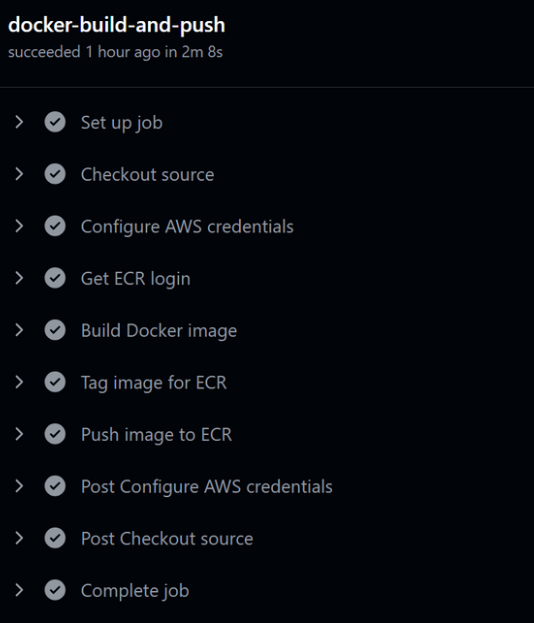 docker-build-and-push
succeeded 1 hour ago in 2m 8s
Set up job
Checkout source
Configure AWS credentials
Get ECR login
Build Docker image
Tag image for ECR
Push image to ECR
Post Configure AWS credentials
Post Checkout source
Complete job